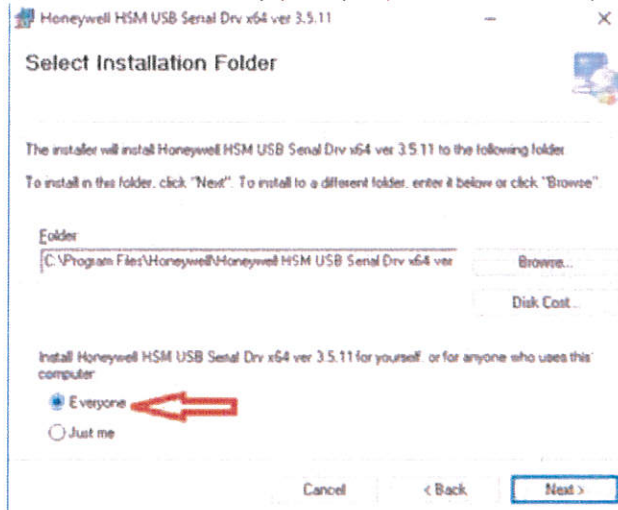 Honeywell HSM USB Serial Drv x64 ver 3.5.11
Select Installation Folder
The installer will install Honeywell HSM USB Serial Drv x64 ver 3.5.11 to the following folder.
To install in this folder, click "Next". To install to a different folder, enter it below or click "Browse".
Folder
C:\Program Files\Honeywell\Honeywell HSM USB Serial Drv x64 ver
Browse...
Disk Cost...
Install Honeywell HSM USB Serial Drv x64 ver 3.5.11 for yourself, or for anyone who uses this
computer
Everyone
Just me
Cancel
< Back
Next >